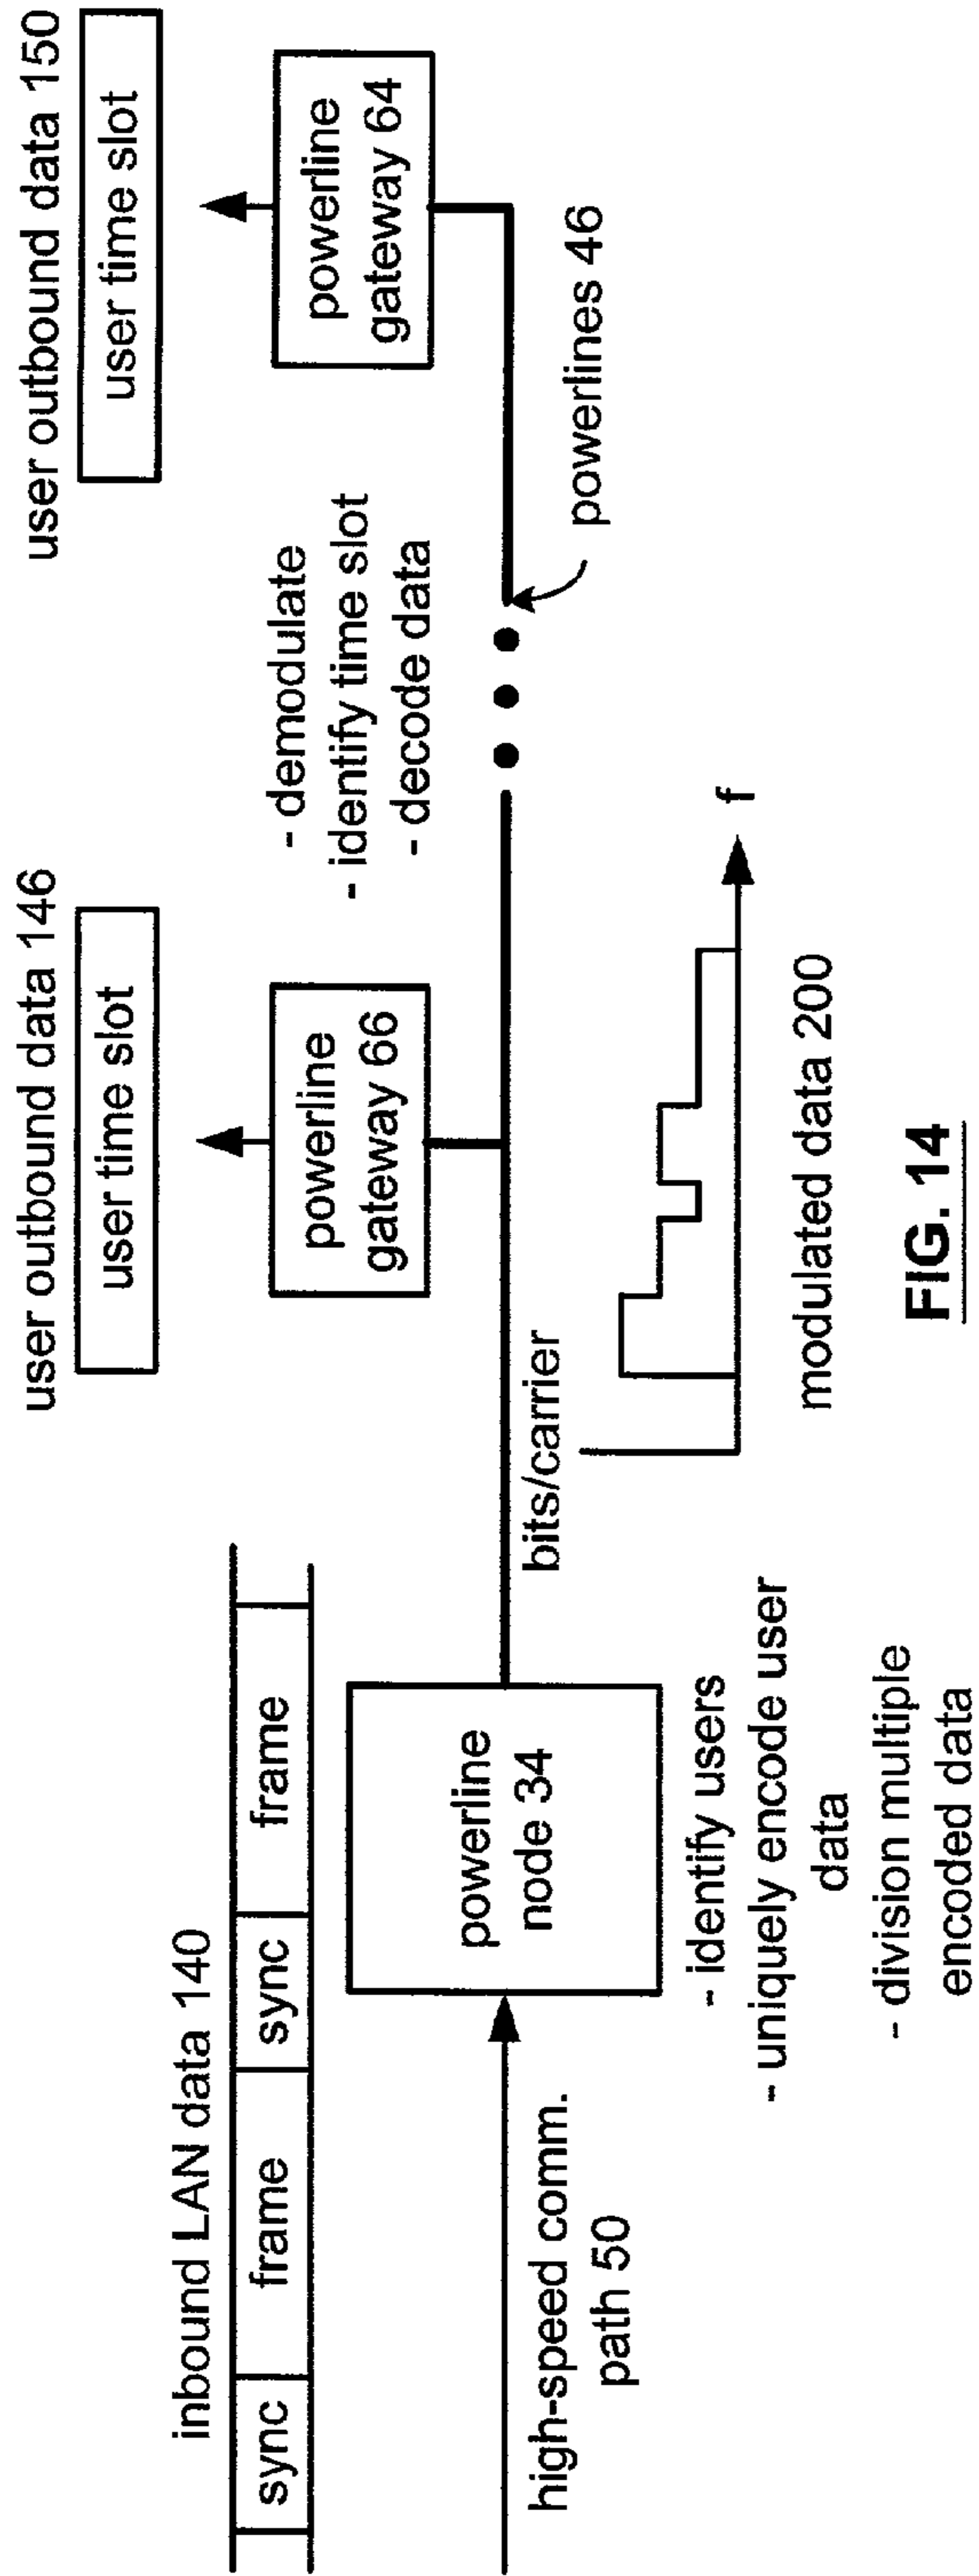 inbound LAN data 140
sync
frame
sync
frame
high-speed comm.
path 50
powerline
node 34
- identify users
- uniquely encode user
data
- division multiple
encoded data
user outbound data 146
user time slot
powerline
gateway 66
bits/carrier
f
modulated data 200
- demodulate
- identify time slot
- decode data
user outbound data 150
user time slot
powerline
gateway 64
powerlines 46
FIG. 14